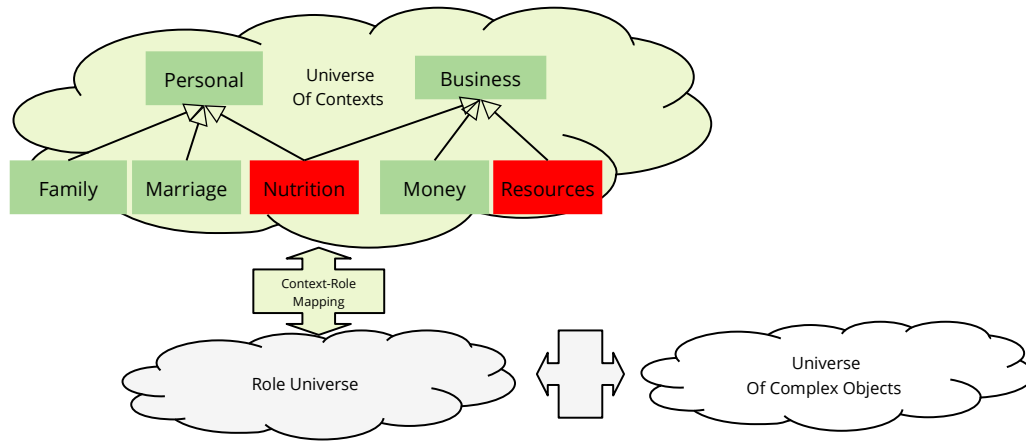 Personal
Universe
Of Contexts
Business
Family
Marriage
Nutrition
Money
Resources
Context-Role
Mapping
Role Universe
Universe
Of Complex Objects